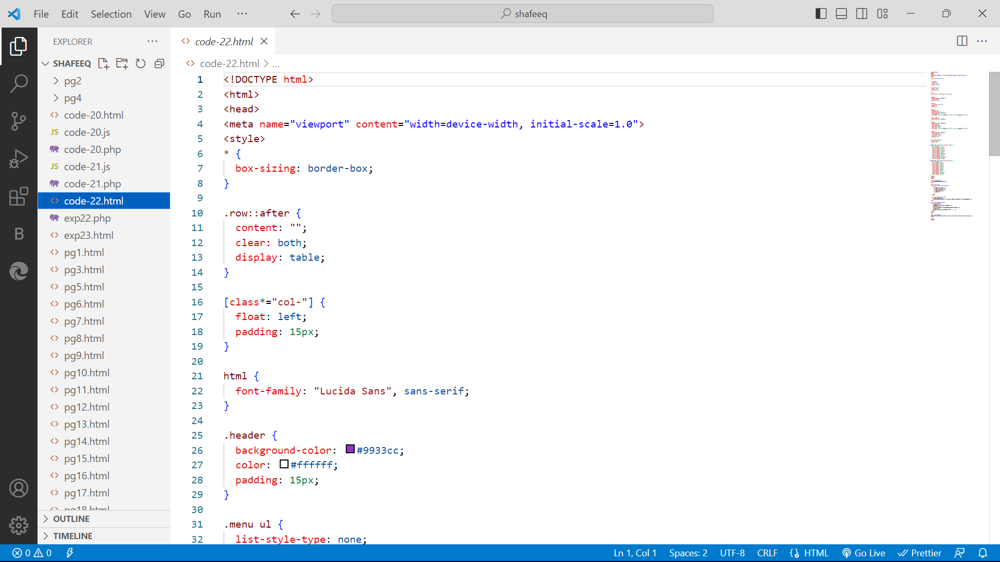 File Edit Selection View Go Run ···
shafeeq
EXPLORER
SHAFEEQ
pg2
pg4
code-20.html
JS code-20.js
code-20.php
JS code-21.js
code-21.php
code-22.html
exp22.php
exp23.html
pg1.html
pg3.html
pg5.html
pg6.html
pg7.html
pg8.html
pg9.html
pg10.html
pg11.html
pg12.html
pg13.html
pg14.html
pg15.html
pg16.html
pg17.html
pg18.html
OUTLINE
TIMELINE
B
code-22.html
code-22.html > ...
1 <!DOCTYPE html>
2 <html>
3 <head>
4 <meta name="viewport" content="width=device-width, initial-scale=1.0">
5 <style>
6 * {
7 box-sizing: border-box;
8 }
9
10 .row::after {
11 content: "";
12 clear: both;
13 display: table;
14 }
15
16 [class*="col-"] {
17 float: left;
18 padding: 15px;
19 }
20
21 html {
22 font-family: "Lucida Sans", sans-serif;
23 }
24
25 .header {
26 background-color: #9933cc;
27 color: #ffffff;
28 padding: 15px;
29 }
30
31 .menu ul {
32 list-style-type: none;
0 0 Ln 1, Col 1 Spaces: 2 UTF-8 CRLF HTML Go Live Prettier